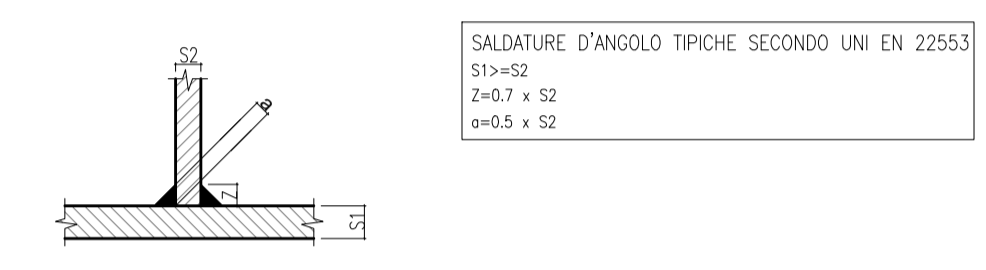 S2
a
Z
S1
SALDATURE D'ANGOLO TIPICHE SECONDO UNI EN 22553
S1>=S2
Z=0.7 x S2
a=0.5 x S2